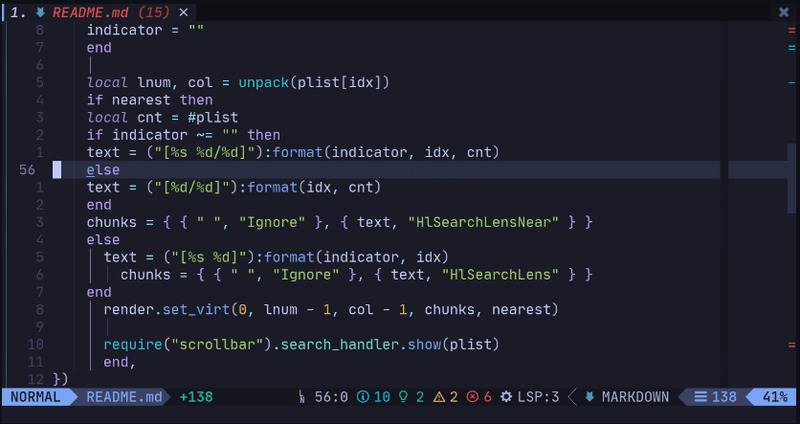 1. README.md (15) ×
8 indicator = ""
7 end
6
5 local lnum, col = unpack(plist[idx])
4 if nearest then
3 local cnt = #plist
2 if indicator ~= "" then
1 text = ("[%s %d/%d]"):format(indicator, idx, cnt)
56 else
1 text = ("[%d/%d]"):format(idx, cnt)
2 end
3 chunks = { { " ", "Ignore" }, { text, "HlSearchLensNear" } }
4 else
5 text = ("[%s %d]"):format(indicator, idx)
6 chunks = { { " ", "Ignore" }, { text, "HlSearchLens" } }
7 end
8 render.set_virt(0, lnum - 1, col - 1, chunks, nearest)
9
10 require("scrollbar").search_handler.show(plist)
11 end,
12 })
NORMAL README.md +138 56:0 10 2 2 6 LSP:3 MARKDOWN 138 41%